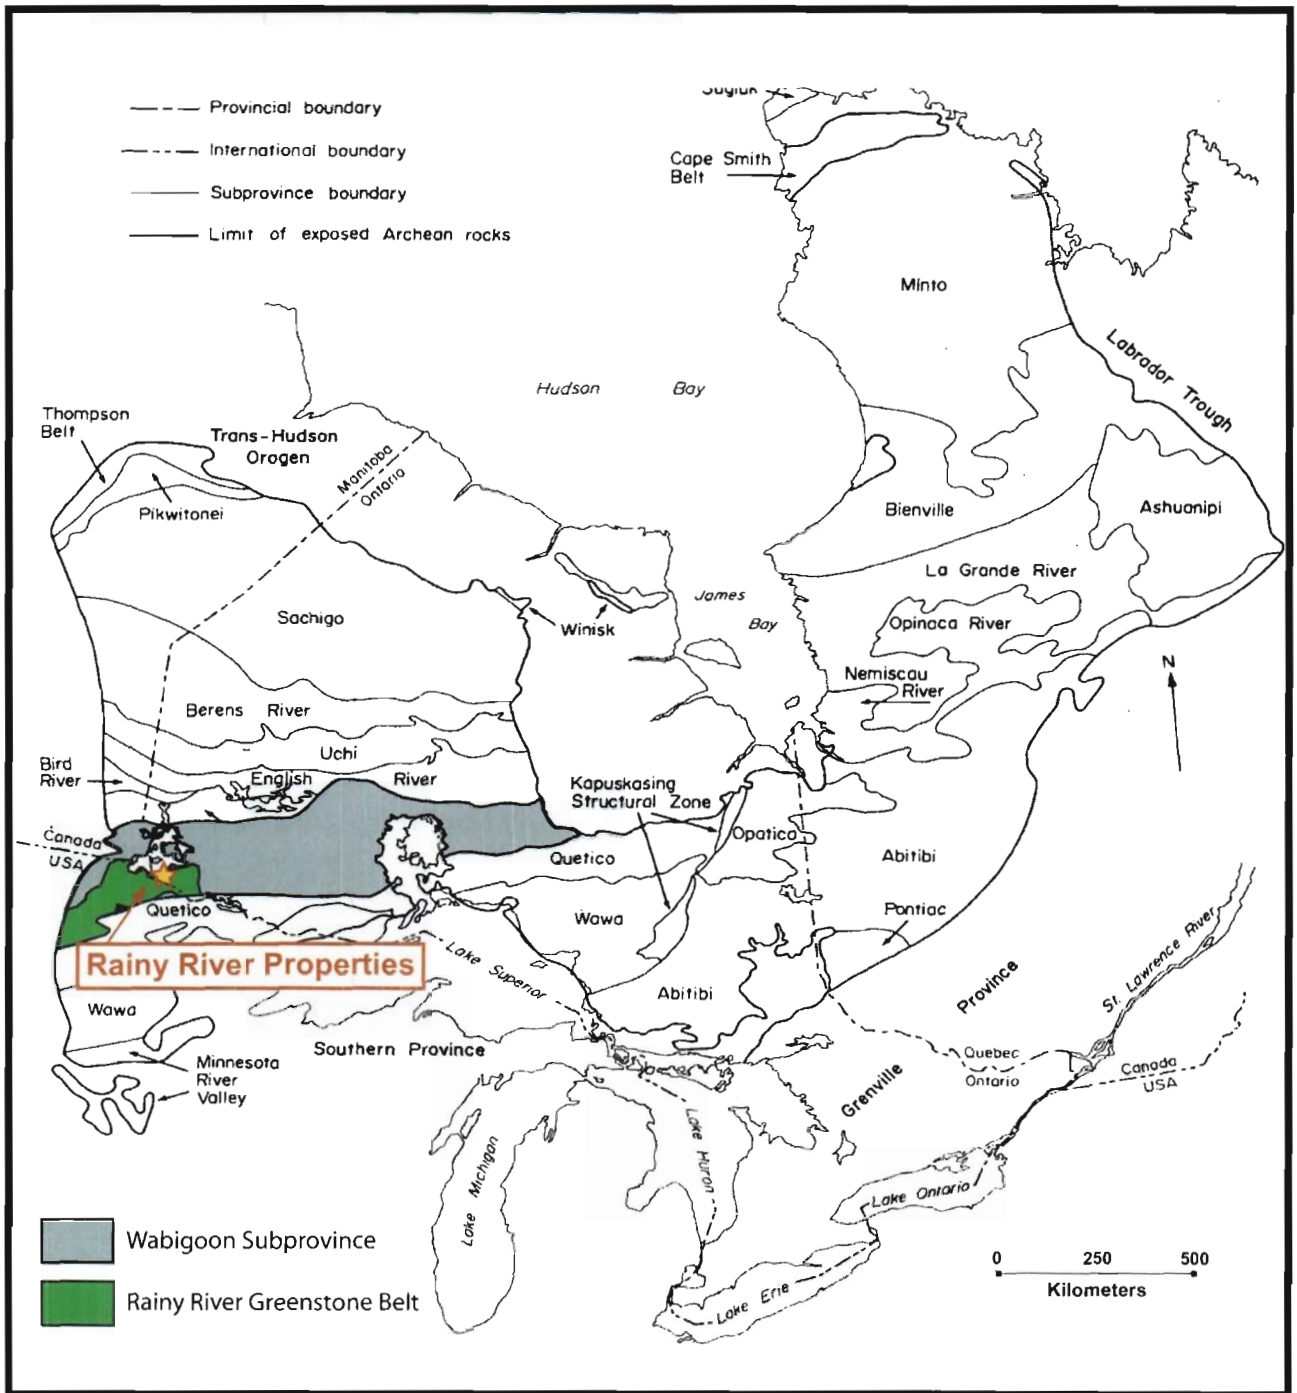 Provincial boundary
International boundary
Subprovince boundary
Limit of exposed Archean rocks
Cape Smith
Belt
Minto
Labrador Trough
Hudson Bay
Thompson
Belt
Trans-Hudson
Orogen
Manitoba
Ontario
Pikwitonei
Bienville
Ashuanipi
La Grande River
James
Bay
Sachigo
Winisk
Opinaca River
Nemiscau
River
N
Berens River
Uchi
Bird
River
English River
Kapuskasing
Structural Zone
Canada
USA
Opatica
Quetico
Abitibi
Wawa
Pontiac
Quetico
Rainy River Properties
Lake Superior
Abitibi
Province
St. Lawrence River
Wawa
Southern Province
Minnesota
River
Valley
Quebec
Ontario
Canada
USA
Grenville
Lake Michigan
Lake Huron
Lake Ontario
Lake Erie
Wabigoon Subprovince
Rainy River Greenstone Belt
0 250 500
Kilometers